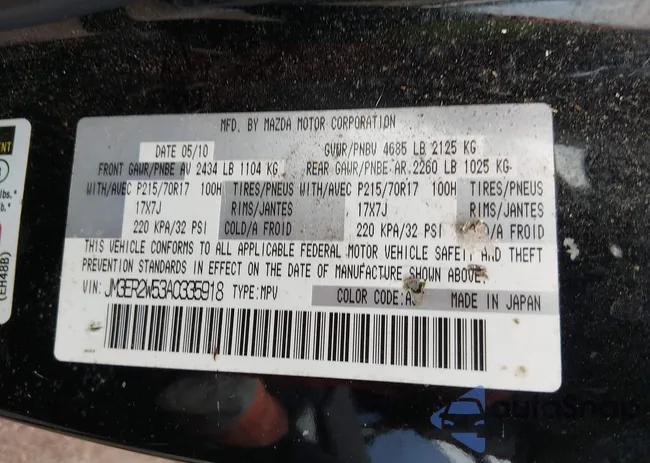 MFD. BY MAZDA MOTOR CORPORATION
DATE 05/10 GVWR/PNBV 4685 LB 2125 KG
FRONT GAWR/PNBE AV 2434 LB 1104 KG REAR GAWR/PNBE AR. 2260 LB 1025 KG
WITH/AVEC P215/70R17 100H TIRES/PNEUS WITH/AVEC P215/70R17 100H TIRES/PNEUS
17X7J RIMS/JANTES 17X7J RIMS/JANTES
220 KPA/32 PSI COLD/A FROID 220 KPA/32 PSI COLD/A FROID
THIS VEHICLE CONFORMS TO ALL APPLICABLE FEDERAL MOTOR VEHICLE SAFETY AND THEFT
PREVENTION STANDARDS IN EFFECT ON THE DATE OF MANUFACTURE SHOWN ABOVE.
VIN: JM3ER2W53A0335918 TYPE: MPV COLOR CODE: MADE IN JAPAN
lbs.*
(EH48B)
autoSnap